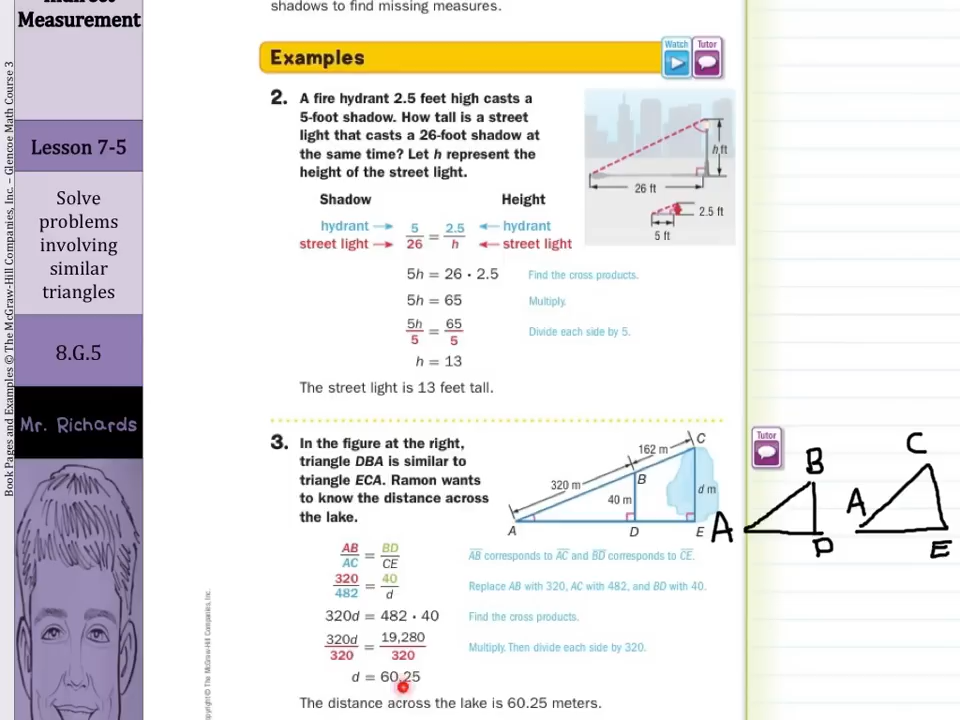 shadows to find missing measures.
Measurement
Lesson 7-5
Solve
problems
involving
similar
triangles
8.G.5
Mr. Richards
Book Pages and Examples © The McGraw-Hill Companies, Inc. – Glencoe Math Course 3
Examples
Watch
Tutor
2. A fire hydrant 2.5 feet high casts a
5-foot shadow. How tall is a street
light that casts a 26-foot shadow at
the same time? Let h represent the
height of the street light.
h ft
26 ft
2.5 ft
5 ft
Shadow Height
hydrant → 5/26 = 2.5/h ← hydrant
street light → ← street light
5h = 26 · 2.5 Find the cross products.
5h = 65 Multiply.
5h/5 = 65/5 Divide each side by 5.
h = 13
The street light is 13 feet tall.
3. In the figure at the right,
triangle DBA is similar to
triangle ECA. Ramon wants
to know the distance across
the lake.
C
162 m
320 m
B
40 m
d m
A
D
E
Tutor
B
A
D
C
A
E
AB/AC = BD/CE AB corresponds to AC and BD corresponds to CE.
320/482 = 40/d Replace AB with 320, AC with 482, and BD with 40.
320d = 482 · 40 Find the cross products.
320d/320 = 19,280/320 Multiply. Then divide each side by 320.
d = 60.25
The distance across the lake is 60.25 meters.